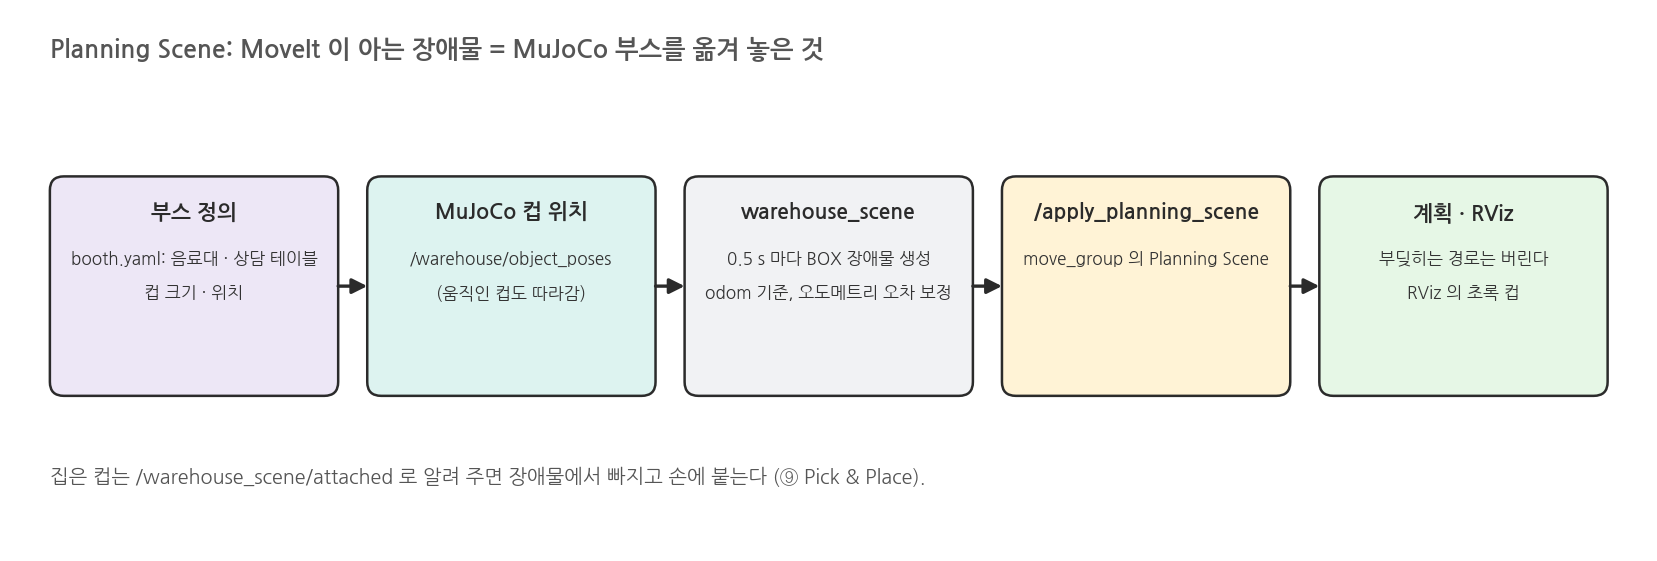 Planning Scene: MoveIt 이 아는 장애물 = MuJoCo 부스를 옮겨 놓은 것
부스 정의
booth.yaml: 음료대 · 상담 테이블
컵 크기 · 위치
MuJoCo 컵 위치
/warehouse/object_poses
(움직인 컵도 따라감)
warehouse_scene
0.5 s 마다 BOX 장애물 생성
odom 기준, 오도메트리 오차 보정
/apply_planning_scene
move_group 의 Planning Scene
계획 · RViz
부딪히는 경로는 버린다
RViz 의 초록 컵
집은 컵는 /warehouse_scene/attached 로 알려 주면 장애물에서 빠지고 손에 붙는다 (⑨ Pick & Place).